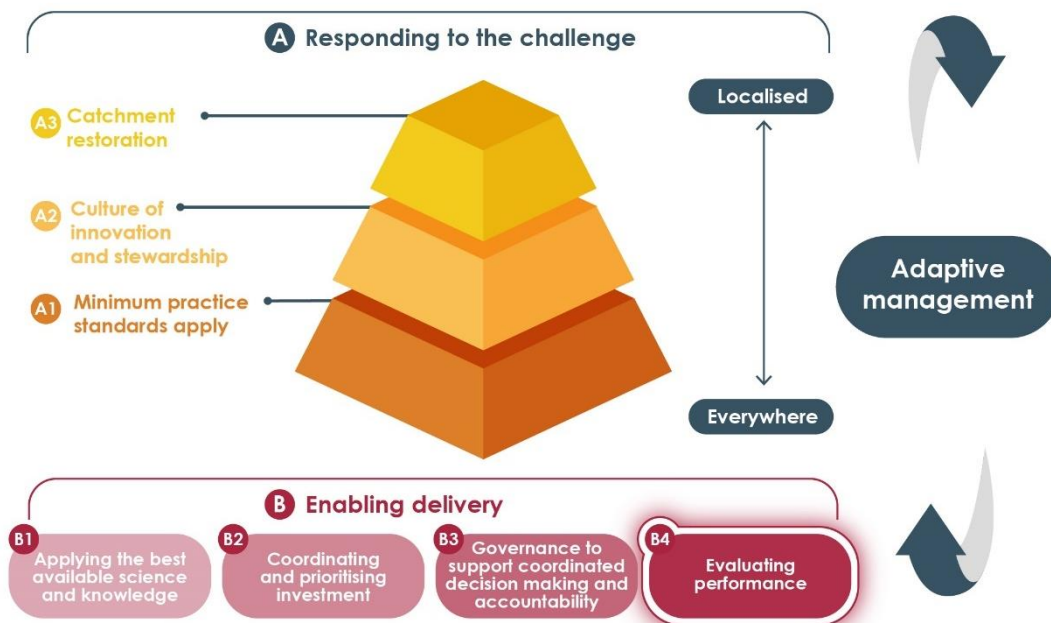 A Responding to the challenge
A3 Catchment
restoration
A2 Culture of
innovation
and stewardship
A1 Minimum practice
standards apply
Localised
Everywhere
Adaptive
management
B Enabling delivery
B1
Applying the best
available science
and knowledge
B2
Coordinating
and prioritising
investment
B3
Governance to
support coordinated
decision making and
accountability
B4
Evaluating
performance